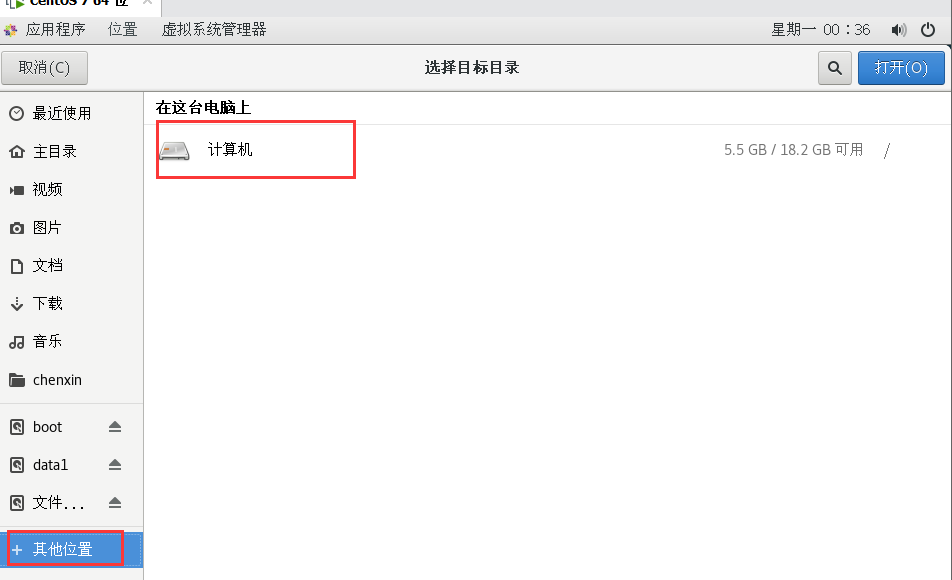 CentOS 7 64 位
应用程序 位置 虚拟系统管理器 星期一 00:36
取消(C) 选择目标目录 打开(O)
最近使用
主目录
视频
图片
文档
下载
音乐
chenxin
boot
data1
文件...
其他位置
在这台电脑上
计算机 5.5 GB / 18.2 GB 可用 /